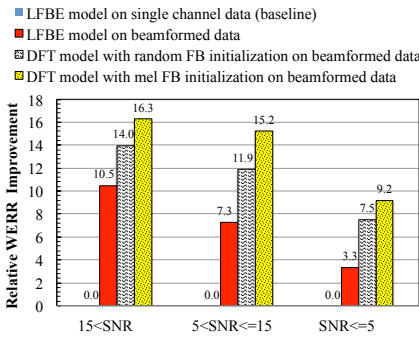 LFBE model on single channel data (baseline)
LFBE model on beamformed data
DFT model with random FB initialization on beamformed data
DFT model with mel FB initialization on beamformed data
Relative WERR Improvement
18
16
14
12
10
8
6
4
2
0
0.0 10.5 14.0 16.3
0.0 7.3 11.9 15.2
0.0 3.3 7.5 9.2
15<SNR 5<SNR<=15 SNR<=5